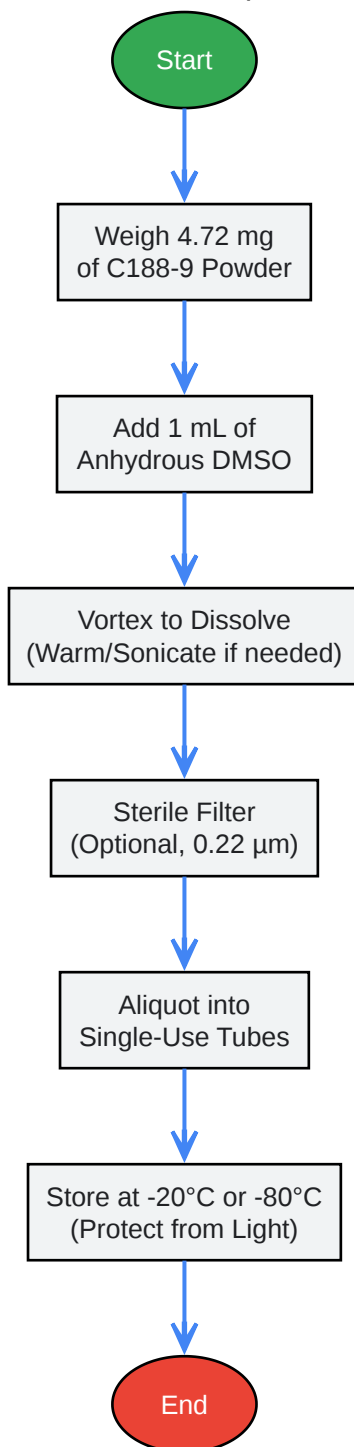 Start
Weigh 4.72 mg
of C188-9 Powder
Add 1 mL of
Anhydrous DMSO
Vortex to Dissolve
(Warm/Sonicate if needed)
Sterile Filter
(Optional, 0.22 µm)
Aliquot into
Single-Use Tubes
Store at -20°C or -80°C
(Protect from Light)
End